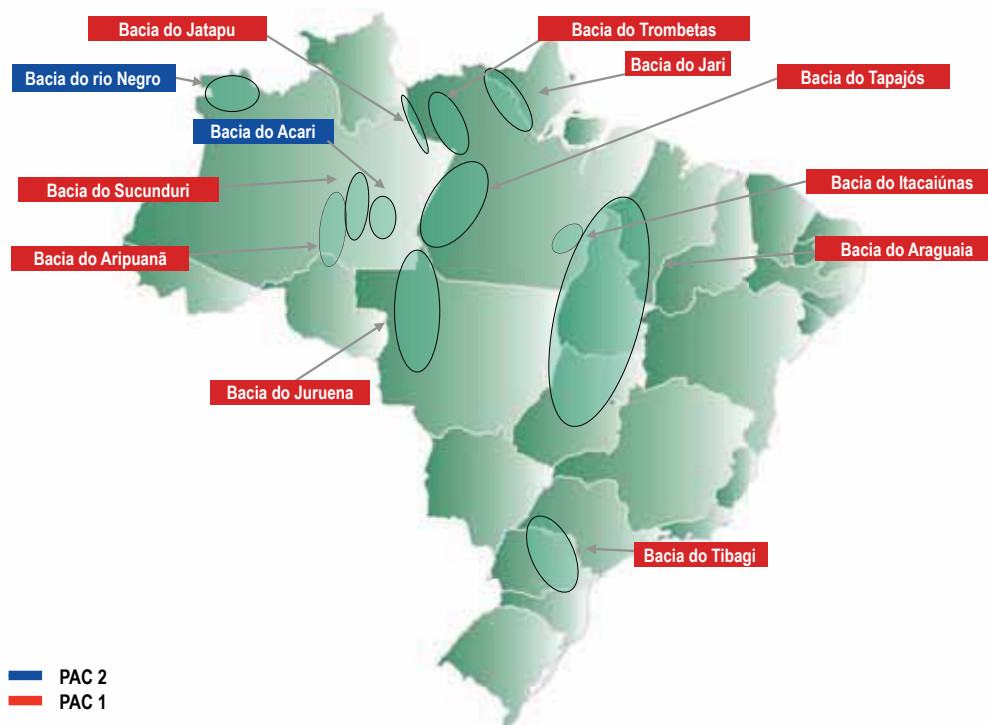 Bacia do Jatapu
Bacia do Trombetas
Bacia do Jari
Bacia do rio Negro
Bacia do Tapajós
Bacia do Acari
Bacia do Sucunduri
Bacia do Itacaiúnas
Bacia do Aripuanã
Bacia do Araguaia
Bacia do Juruena
Bacia do Tibagi
PAC 2
PAC 1